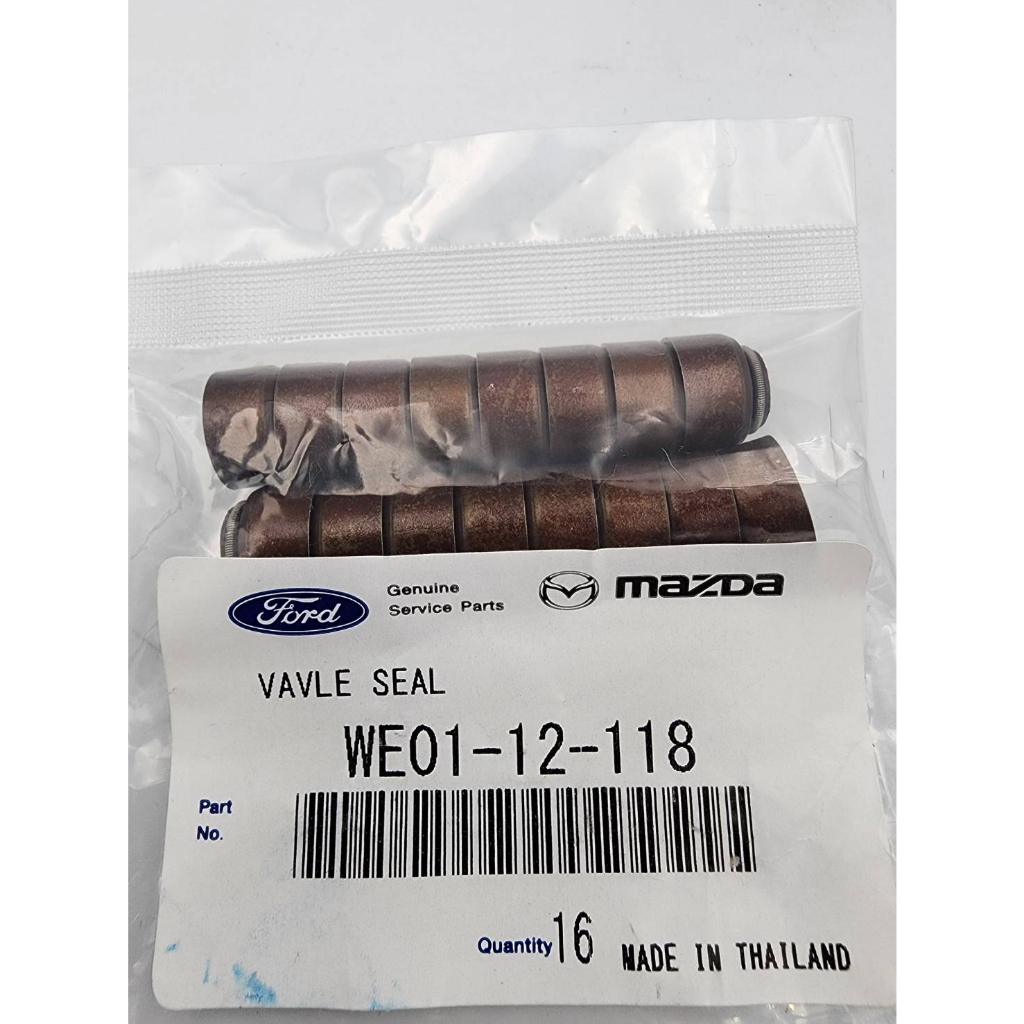 Ford
Genuine
Service Parts
mazda
VAVLE SEAL
WE01-12-118
Part
No.
Quantity 16
MADE IN THAILAND